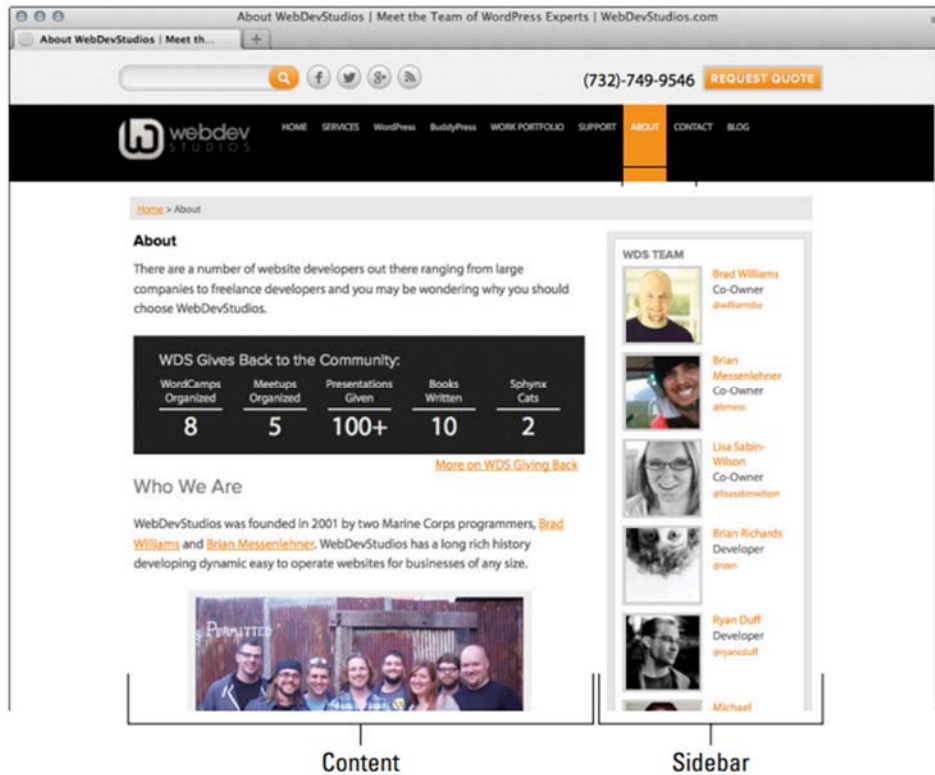 About WebDevStudios | Meet the Team of WordPress Experts | WebDevStudios.com
About WebDevStudios | Meet th...
(732)-749-9546 REQUEST QUOTE
webdev
STUDIOS
HOME SERVICES WordPress BuddyPress WORK PORTFOLIO SUPPORT ABOUT CONTACT BLOG
Home > About
About
There are a number of website developers out there ranging from large
companies to freelance developers and you may be wondering why you should
choose WebDevStudios.
WDS Gives Back to the Community:
WordCamps Organized
8
Meetups Organized
5
Presentations Given
100+
Books Written
10
Sphynx Cats
2
More on WDS Giving Back
Who We Are
WebDevStudios was founded in 2001 by two Marine Corps programmers, Brad
Williams and Brian Messenlehner. WebDevStudios has a long rich history
developing dynamic easy to operate websites for businesses of any size.
PERMITTED
WDS TEAM
Brad Williams
Co-Owner
@williamsba
Brian
Messenlehner
Co-Owner
Lisa Sabin-
Wilson
Co-Owner
@lisasabinwilson
Brian Richards
Developer
Ryan Duff
Developer
@ryancduff
Michael
Content
Sidebar